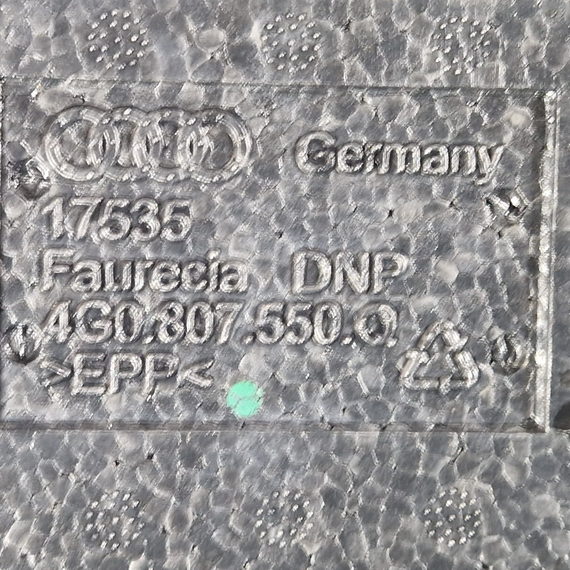 Germany
17535
Faurecia DNP
4G0.807.550.Q
>EPP<